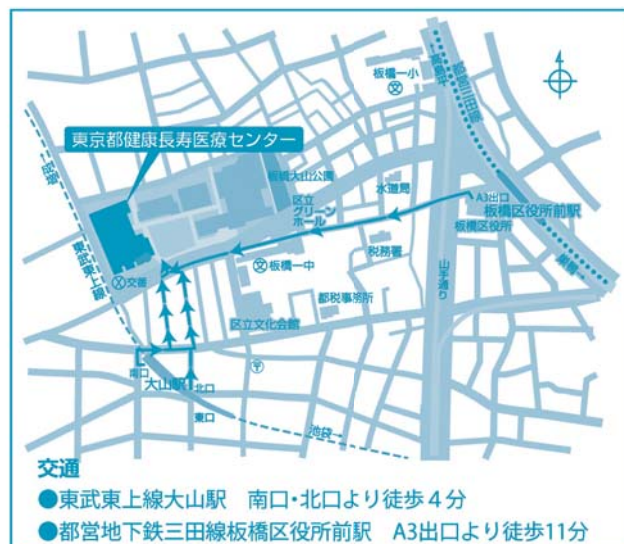 板橋一小
文
←高島平
都営三田線
4
東京都健康長寿医療センター
←成増
板橋大山公園
区立
グリーン
ホール
水道局
A3出口
板橋区役所前駅
板橋区役所
巣鴨→
東武東上線
交番
文 板橋一中
税務署
山手通り
都税事務所
区立文化会館
〒
南口
大山駅
北口
東口
池袋→
交通
●東武東上線大山駅 南口・北口より徒歩4分
●都営地下鉄三田線板橋区役所前駅 A3出口より徒歩11分